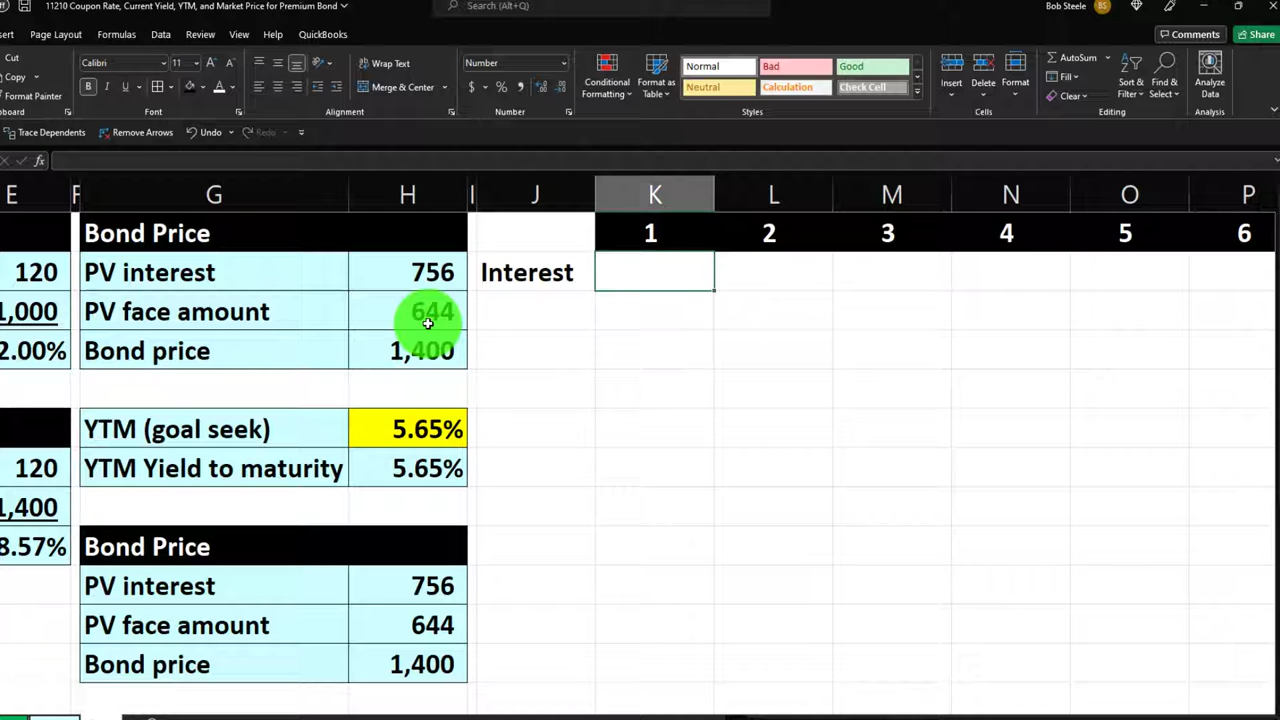 11210 Coupon Rate, Current Yield, YTM, and Market Price for Premium Bond
Search (Alt+Q)
Bob Steele
BS
Page Layout
Formulas
Data
Review
View
Help
QuickBooks
Comments
Share
Cut
Copy
Format Painter
Calibri
11
B I U
Wrap Text
Merge & Center
Number
$ % ,
Conditional Formatting
Format as Table
Normal
Bad
Good
Neutral
Calculation
Check Cell
Insert
Delete
Format
AutoSum
Fill
Clear
Sort & Filter
Find & Select
Analyze Data
Font
Alignment
Number
Styles
Cells
Editing
Analysis
Trace Dependents
Remove Arrows
Undo
Redo
fx
E F G H I J K L M N O P
Bond Price 1 2 3 4 5 6
120 PV interest 756 Interest
1,000 PV face amount 644
2.00% Bond price 1,400
YTM (goal seek) 5.65%
120 YTM Yield to maturity 5.65%
1,400
8.57% Bond Price
PV interest 756
PV face amount 644
Bond price 1,400